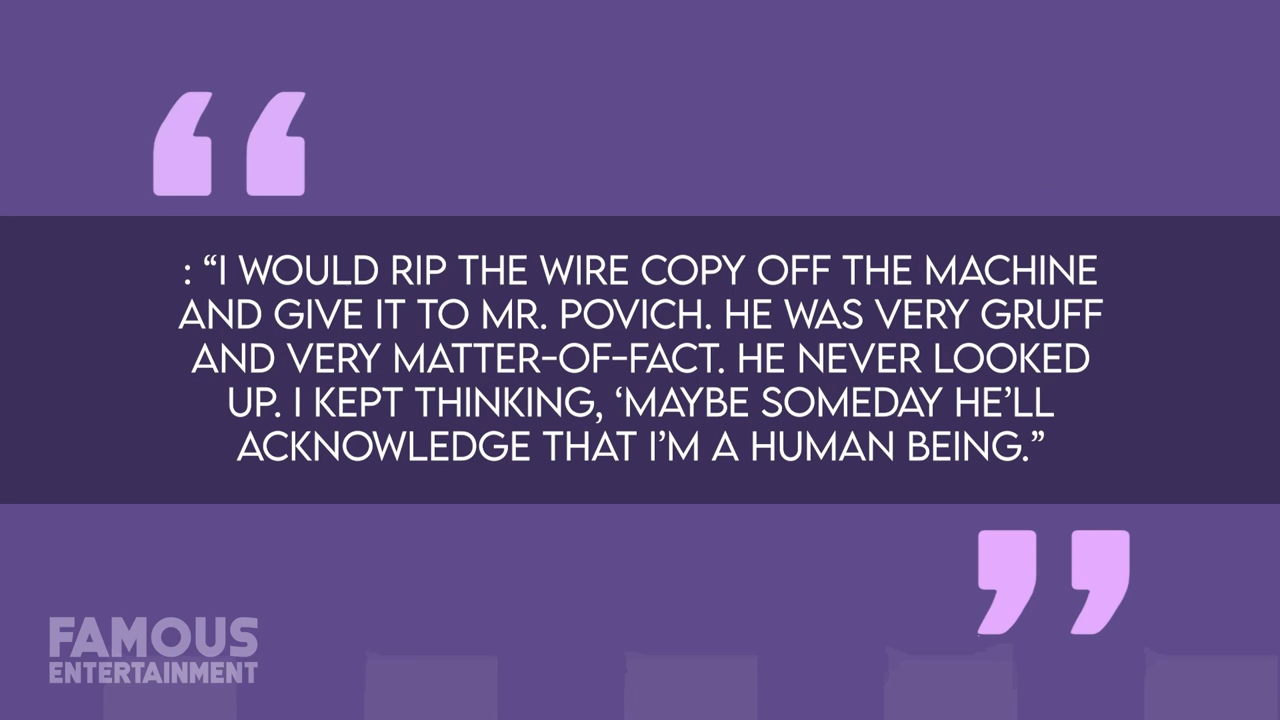 : “I WOULD RIP THE WIRE COPY OFF THE MACHINE
AND GIVE IT TO MR. POVICH. HE WAS VERY GRUFF
AND VERY MATTER-OF-FACT. HE NEVER LOOKED
UP. I KEPT THINKING, ‘MAYBE SOMEDAY HE’LL
ACKNOWLEDGE THAT I’M A HUMAN BEING.”
FAMOUS
ENTERTAINMENT